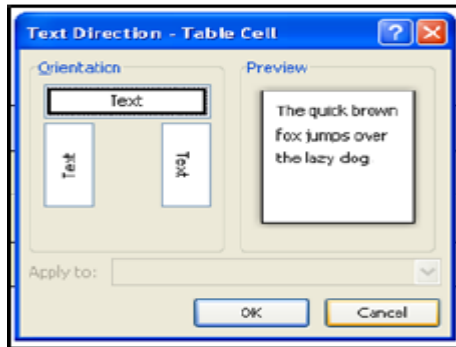 Text Direction - Table Cell
Orientation
Text
Text
Text
Preview
The quick brown
fox jumps over
the lazy dog
Apply to:
OK
Cancel